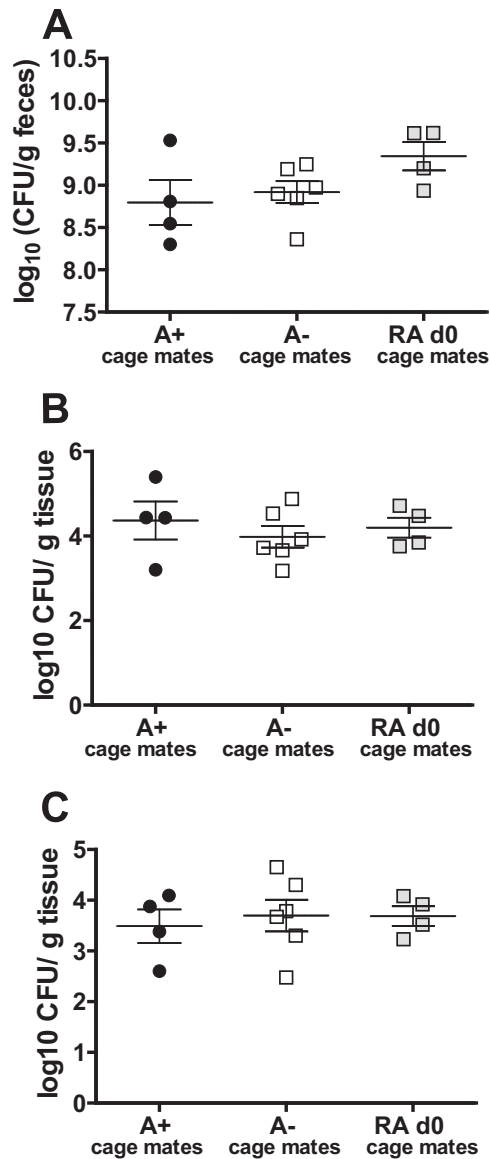 A
log10 (CFU/g feces)
10.5
10.0
9.5
9.0
8.5
8.0
7.5
A+ A- RA d0
cage mates cage mates cage mates
B
log10 CFU/ g tissue
6
4
2
0
A+ A- RA d0
cage mates cage mates cage mates
C
log10 CFU/ g tissue
5
4
3
2
1
0
A+ A- RA d0
cage mates cage mates cage mates